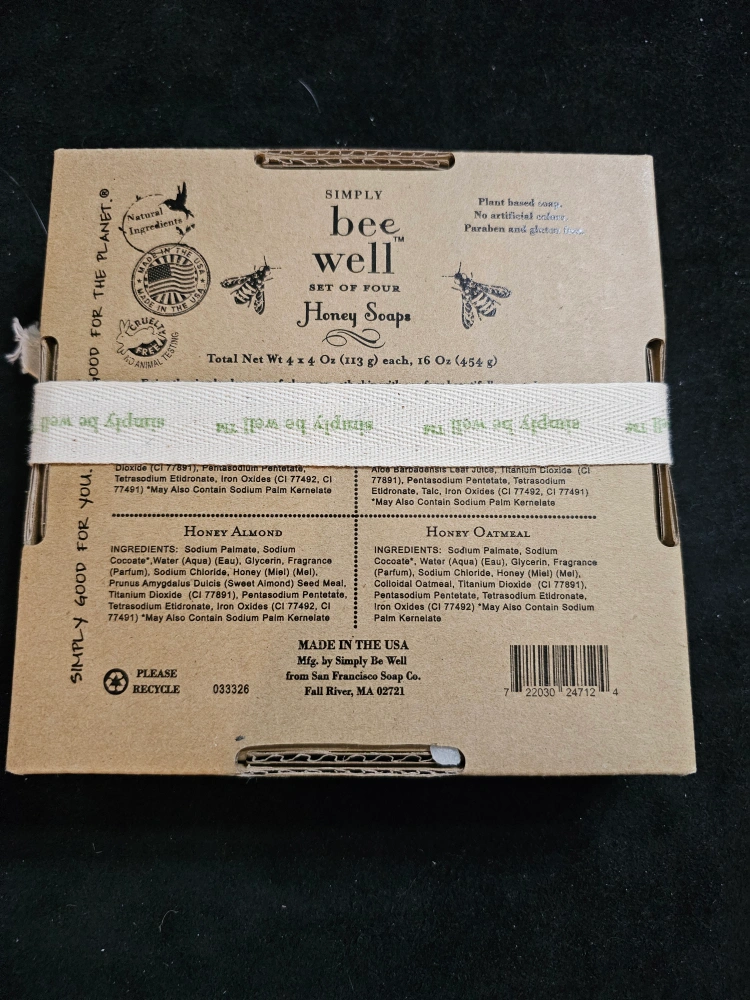 SIMPLY
bee
well™
SET OF FOUR
Honey Soaps
Total Net Wt 4 x 4 Oz (113 g) each, 16 Oz (454 g)
Natural
Ingredients
MADE IN THE USA
MADE IN THE USA
CRUELTY
FREE
NO ANIMAL TESTING
Plant based soap.
No artificial colors.
Paraben and gluten free.
SIMPLY GOOD FOR YOU.
GOOD FOR THE PLANET.®
simply be well
simply be well ™
simply be well ™
ell ™
Dioxide (CI 77891), Pentasodium Pentetate,
Tetrasodium Etidronate, Iron Oxides (CI 77492, CI
77491) *May Also Contain Sodium Palm Kernelate
Aloe Barbadensis Leaf Juice, Titanium Dioxide (CI
77891), Pentasodium Pentetate, Tetrasodium
Etidronate, Talc, Iron Oxides (CI 77492, CI 77491)
*May Also Contain Sodium Palm Kernelate
HONEY ALMOND
INGREDIENTS: Sodium Palmate, Sodium
Cocoate*,Water (Aqua) (Eau), Glycerin, Fragrance
(Parfum), Sodium Chloride, Honey (Miel) (Mel),
Prunus Amygdalus Dulcis (Sweet Almond) Seed Meal,
Titanium Dioxide (CI 77891), Pentasodium Pentetate,
Tetrasodium Etidronate, Iron Oxides (CI 77492, CI
77491) *May Also Contain Sodium Palm Kernelate
HONEY OATMEAL
INGREDIENTS: Sodium Palmate, Sodium
Cocoate*, Water (Aqua) (Eau), Glycerin, Fragrance
(Parfum), Sodium Chloride, Honey (Miel) (Mel),
Colloidal Oatmeal, Titanium Dioxide (CI 77891),
Pentasodium Pentetate, Tetrasodium Etidronate,
Iron Oxides (CI 77492) *May Also Contain Sodium
Palm Kernelate
PLEASE
RECYCLE
033326
MADE IN THE USA
Mfg. by Simply Be Well
from San Francisco Soap Co.
Fall River, MA 02721
7 22030 24712 4